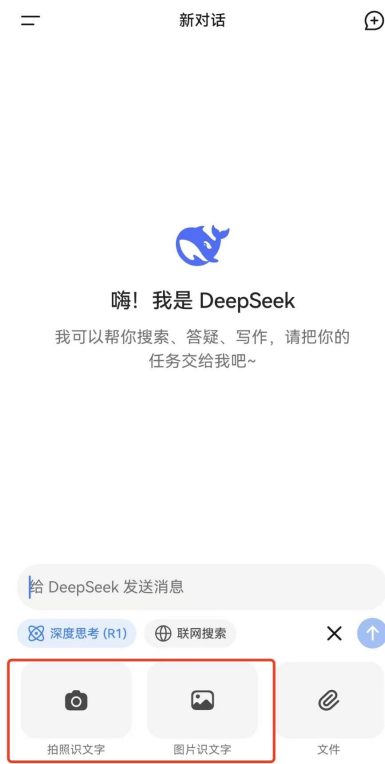 新对话
嗨！我是 DeepSeek
我可以帮你搜索、答疑、写作，请把你的
任务交给我吧~
给 DeepSeek 发送消息
深度思考 (R1) 联网搜索
拍照识文字 图片识文字 文件